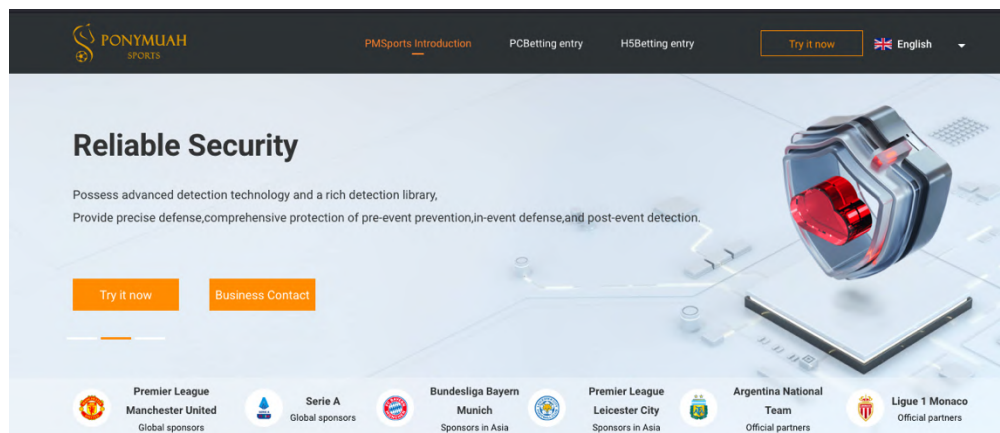 PONYMUAH
SPORTS
PMSports Introduction
PCBetting entry
H5Betting entry
Try it now
English
Reliable Security
Possess advanced detection technology and a rich detection library,
Provide precise defense,comprehensive protection of pre-event prevention,in-event defense,and post-event detection.
Try it now
Business Contact
Premier League
Manchester United
Global sponsors
Serie A
Global sponsors
Bundesliga Bayern
Munich
Sponsors in Asia
Premier League
Leicester City
Sponsors in Asia
Argentina National
Team
Official partners
Ligue 1 Monaco
Official partners